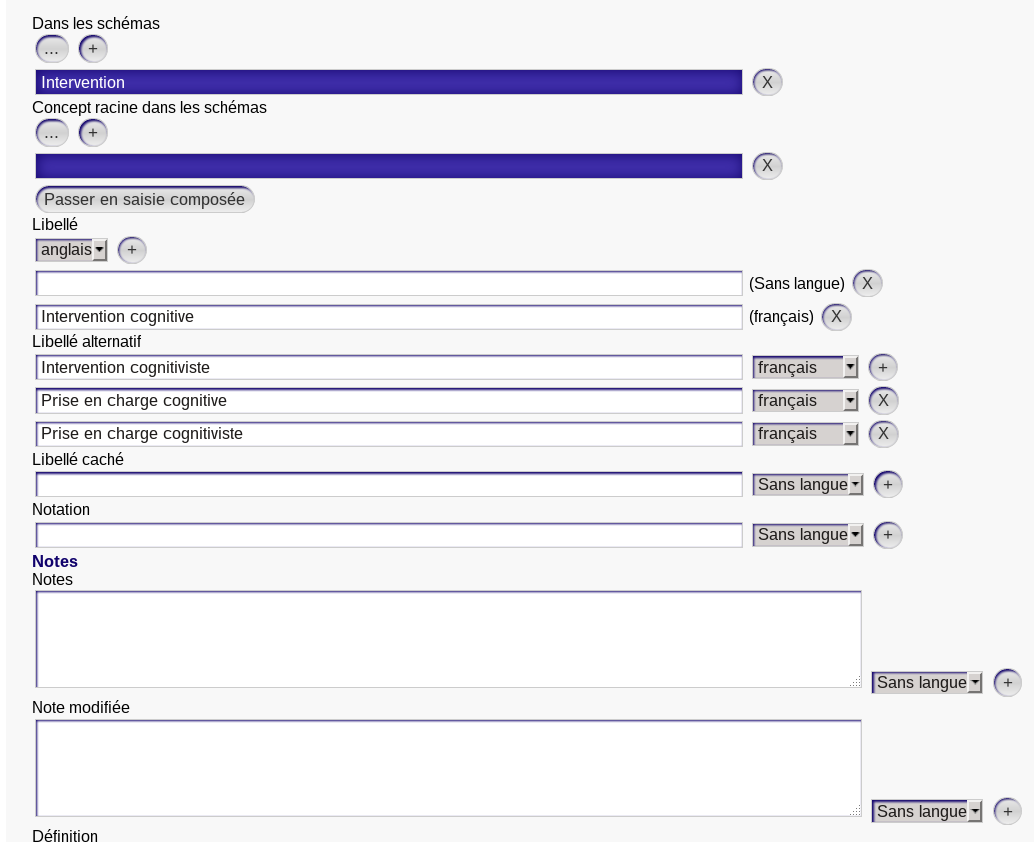 Dans les schémas
... +
Intervention X
Concept racine dans les schémas
... +
X
Passer en saisie composée
Libellé
anglais +
(Sans langue) X
Intervention cognitive (français) X
Libellé alternatif
Intervention cognitiviste français +
Prise en charge cognitive français X
Prise en charge cognitiviste français X
Libellé caché
Sans langue +
Notation
Sans langue +
Notes
Notes
Sans langue +
Note modifiée
Sans langue +
Définition